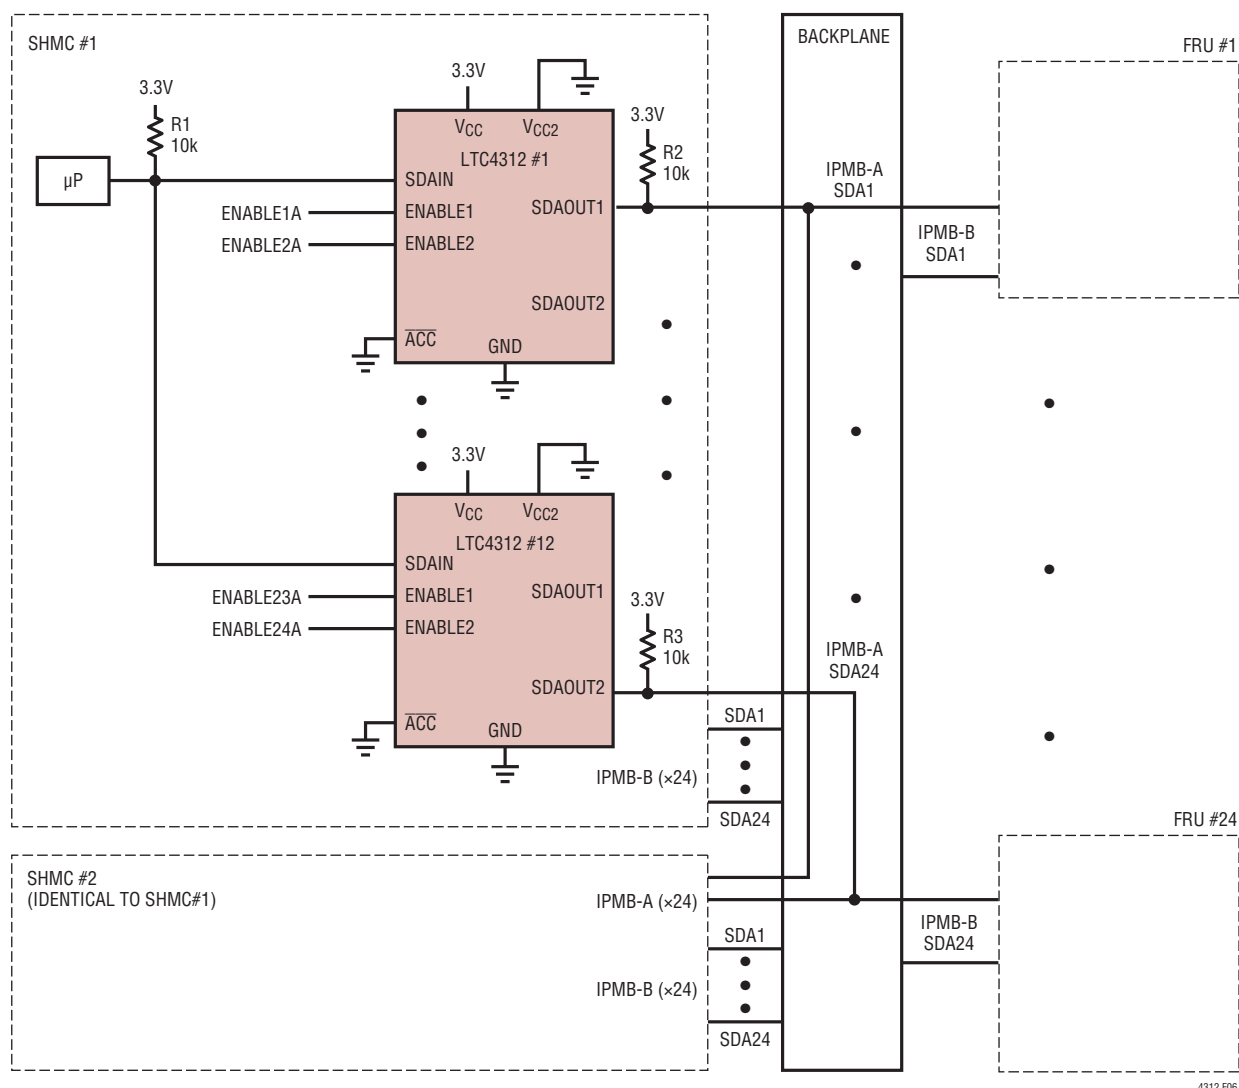 SHMC #1
BACKPLANE
FRU #1
3.3V
R1
10k
µP
3.3V
VCC
VCC2
LTC4312 #1
SDAIN
ENABLE1A
ENABLE1
ENABLE2A
ENABLE2
SDAOUT1
SDAOUT2
ACC
GND
3.3V
R2
10k
IPMB-A
SDA1
IPMB-B
SDA1
3.3V
VCC
VCC2
LTC4312 #12
SDAIN
ENABLE23A
ENABLE1
ENABLE24A
ENABLE2
SDAOUT1
SDAOUT2
ACC
GND
3.3V
R3
10k
IPMB-A
SDA24
SDA1
IPMB-B (×24)
SDA24
FRU #24
SHMC #2
(IDENTICAL TO SHMC#1)
IPMB-A (×24)
SDA1
IPMB-B (×24)
SDA24
IPMB-B
SDA24
4312 F06